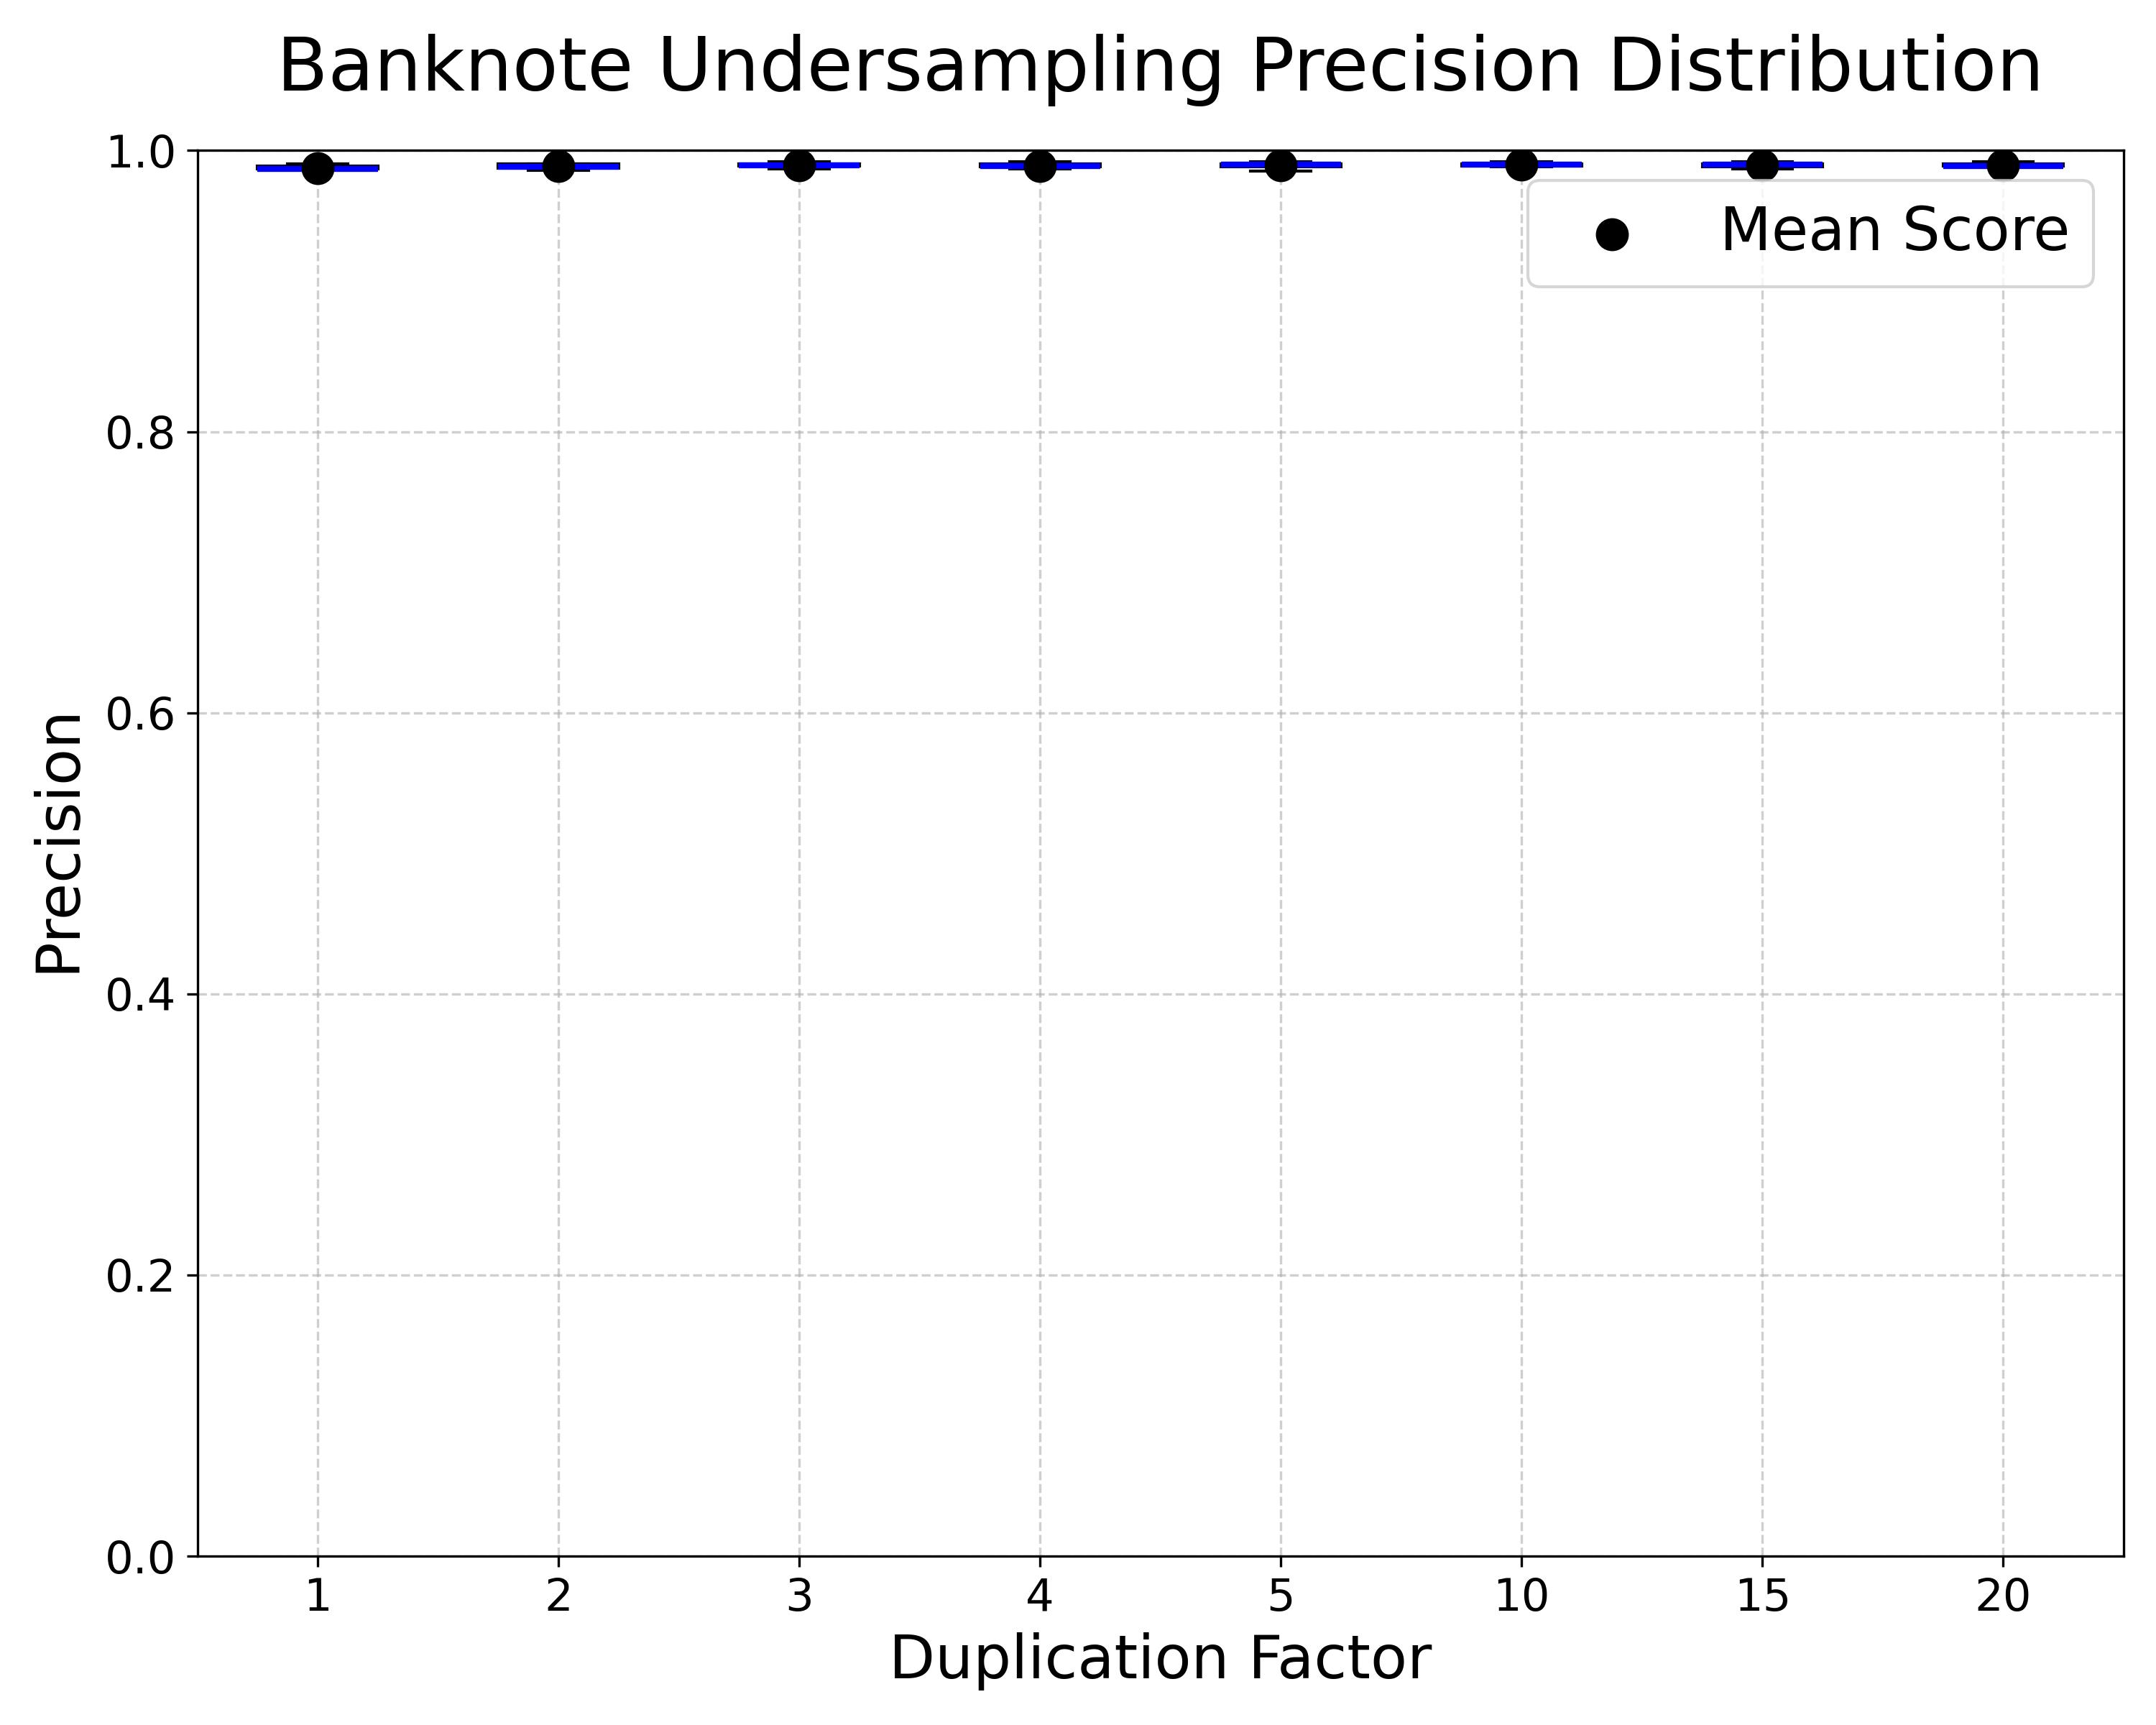 Banknote Undersampling Precision Distribution
1.0
Mean Score
0.8
0.6
0.4
0.2
0.0
Precision
1 2 3 4 5 10 15 20
Duplication Factor